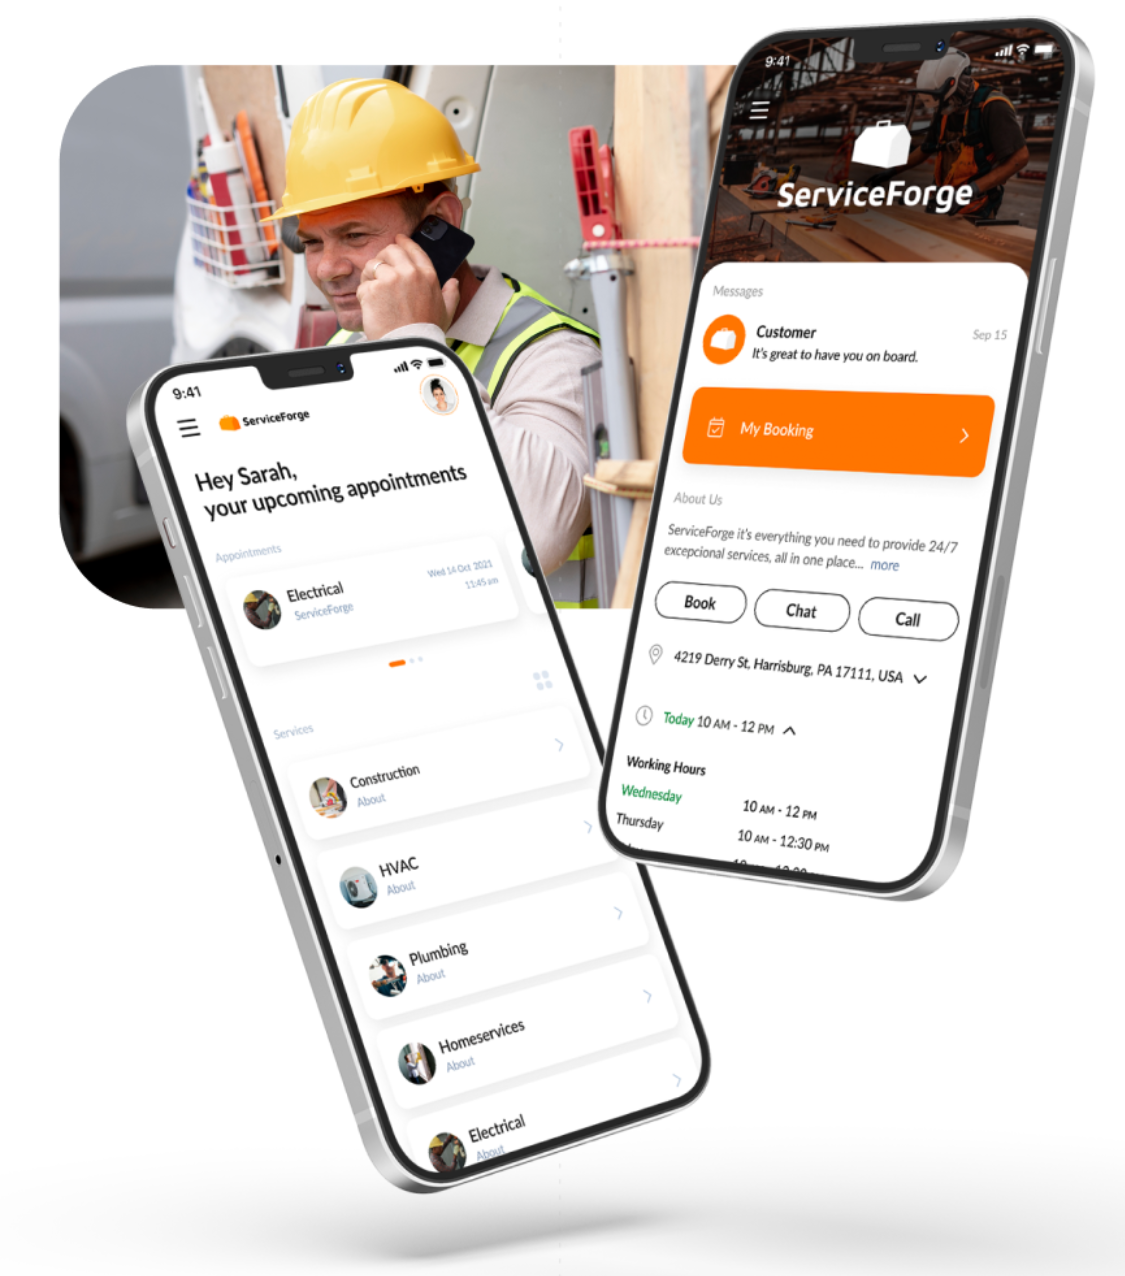 9:41
ServiceForge
Hey Sarah,
your upcoming appointments
Appointments
Electrical
ServiceForge
Wed 14 Oct 2021
11:45 am
Services
Construction
About
HVAC
About
Plumbing
About
Homeservices
About
Electrical
About
9:41
ServiceForge
Messages
Customer
Sep 15
It's great to have you on board.
My Booking
About Us
ServiceForge it's everything you need to provide 24/7
excepcional services, all in one place... more
Book
Chat
Call
4219 Derry St, Harrisburg, PA 17111, USA
Today 10 AM - 12 PM
Working Hours
Wednesday
10 AM - 12 PM
Thursday
10 AM - 12:30 PM